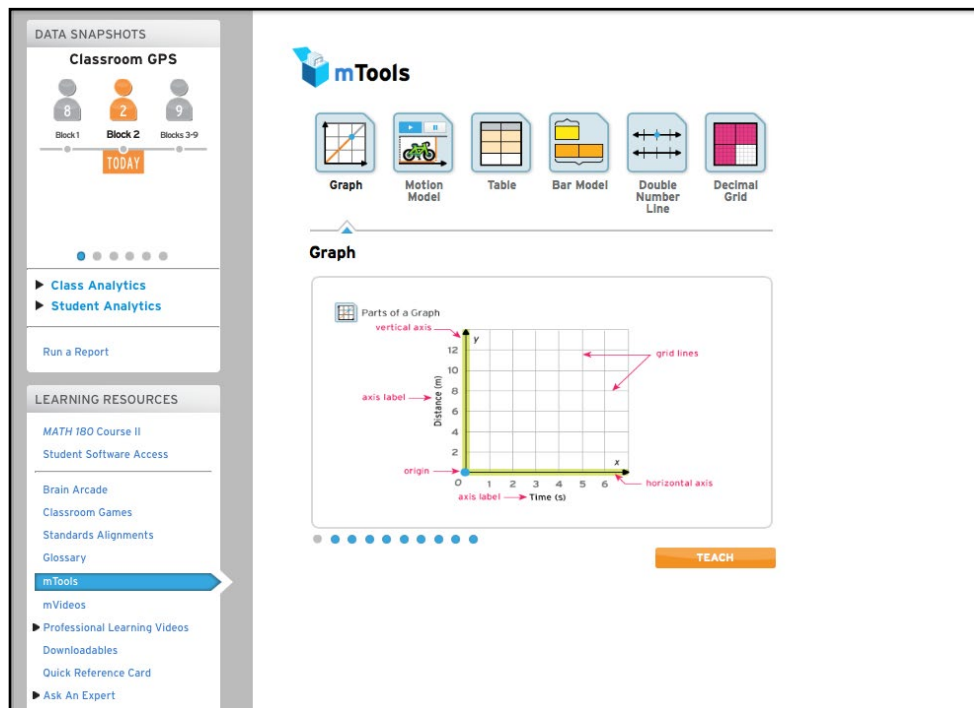 DATA SNAPSHOTS
Classroom GPS
8
2
9
Block 1
Block 2
Blocks 3-9
TODAY
Class Analytics
Student Analytics
Run a Report
LEARNING RESOURCES
MATH 180 Course II
Student Software Access
Brain Arcade
Classroom Games
Standards Alignments
Glossary
mTools
mVideos
Professional Learning Videos
Downloadables
Quick Reference Card
Ask An Expert
mTools
Graph
Motion
Model
Table
Bar Model
Double
Number
Line
Decimal
Grid
Graph
Parts of a Graph
vertical axis
y
12
10
8
6
4
2
grid lines
axis label
Distance (m)
origin
x
0 1 2 3 4 5 6
horizontal axis
axis label
Time (s)
TEACH